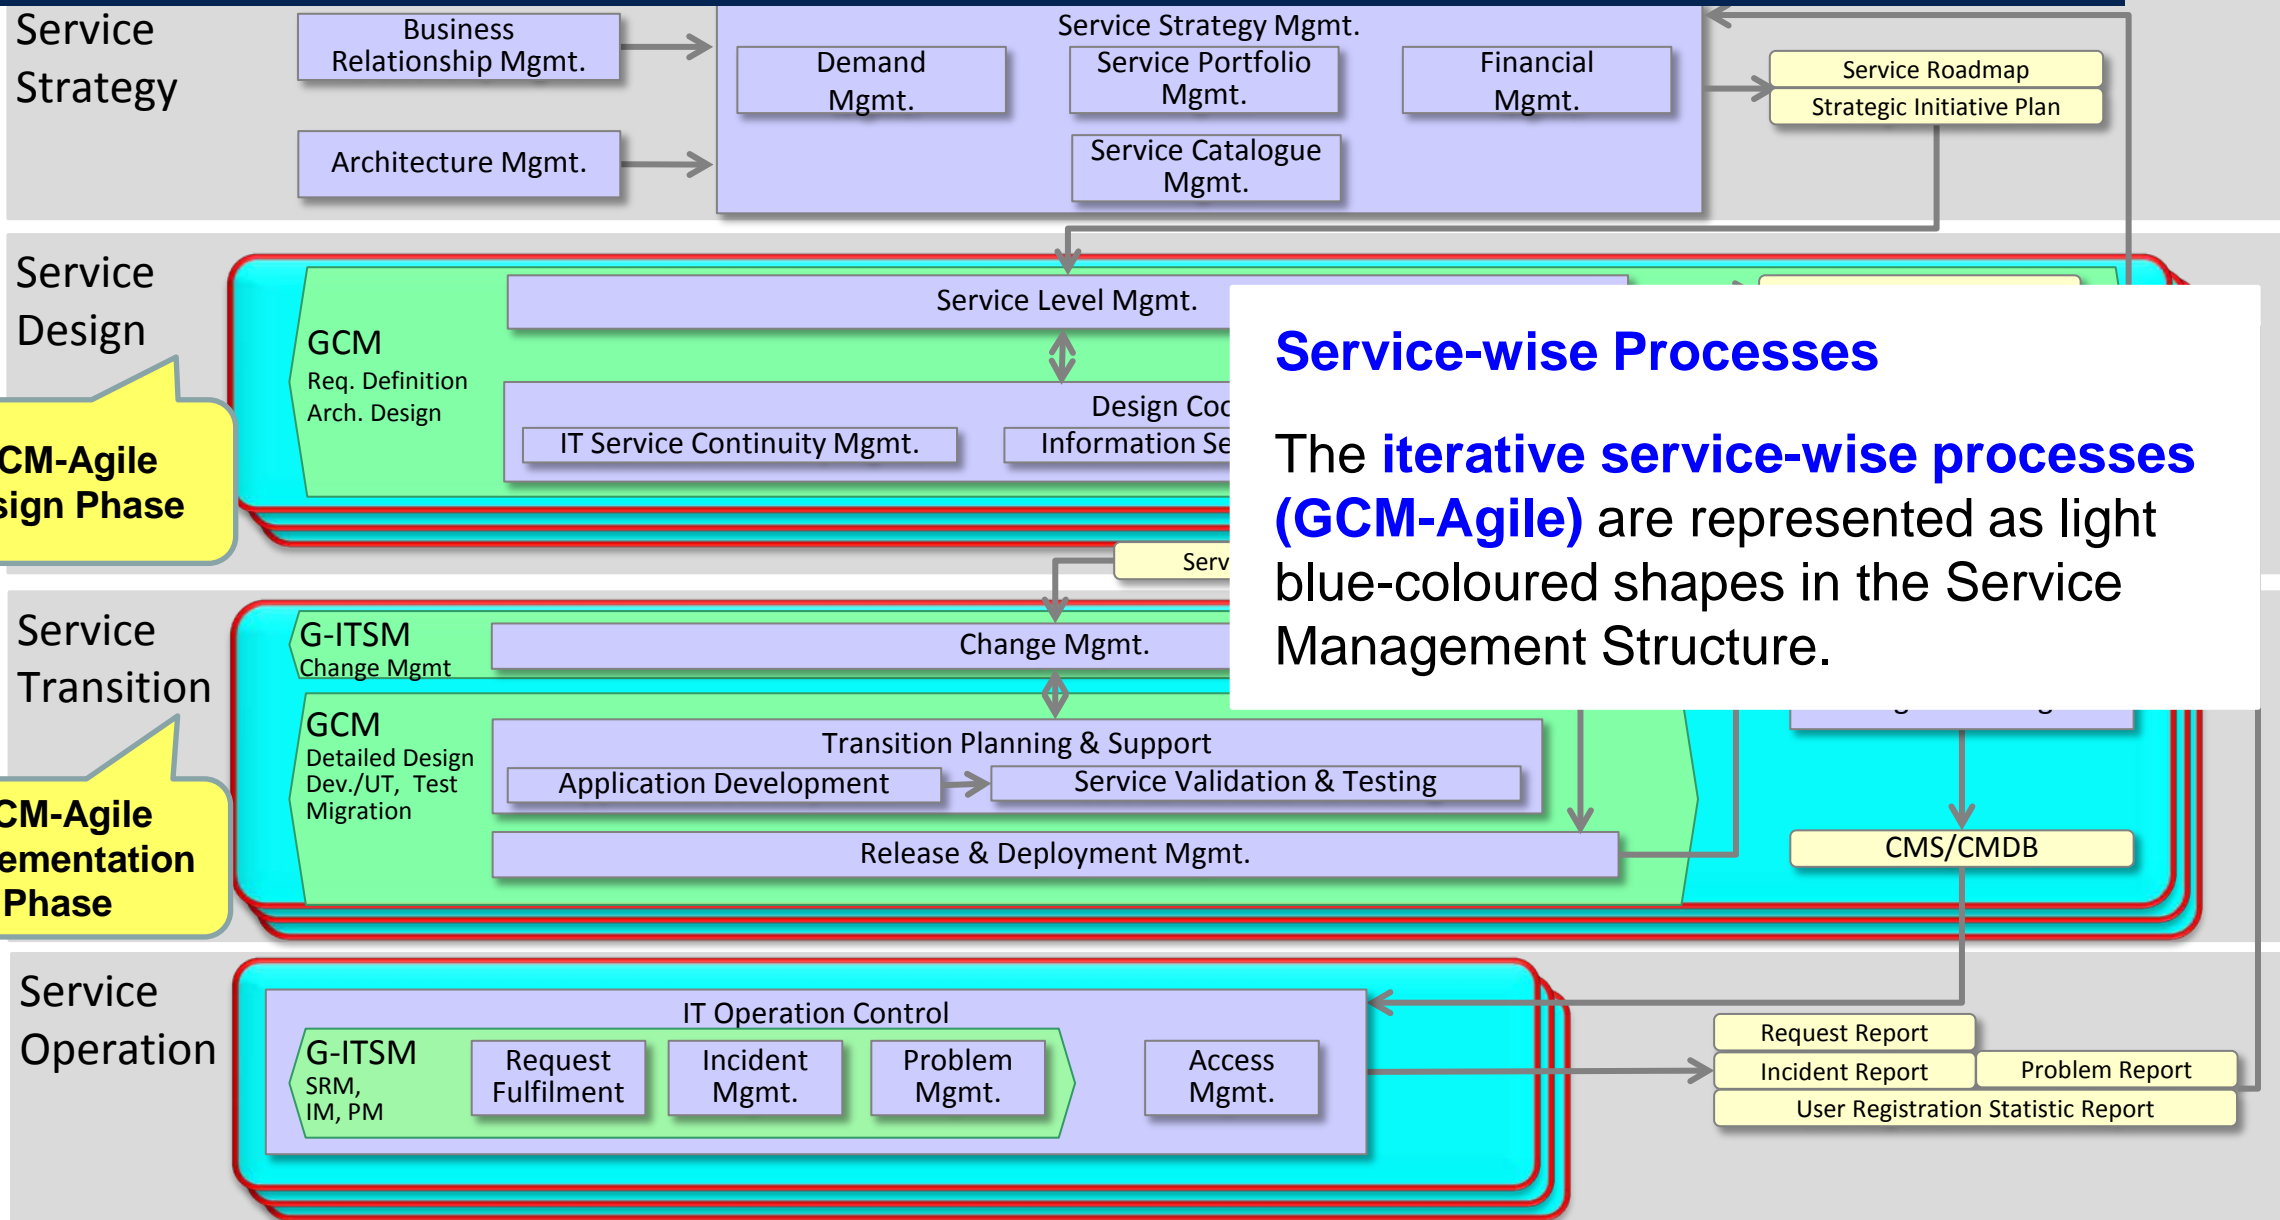 Service
Strategy
Business
Relationship Mgmt.
Architecture Mgmt.
Service Strategy Mgmt.
Demand
Mgmt.
Service Portfolio
Mgmt.
Financial
Mgmt.
Service Catalogue
Mgmt.
Service Roadmap
Strategic Initiative Plan
Service
Design
GCM
Req. Definition
Arch. Design
Service Level Mgmt.
Design
IT Service Continuity Mgmt.
Information
CM-Agile
sign Phase
Service-wise Processes
The iterative service-wise processes
(GCM-Agile) are represented as light
blue-coloured shapes in the Service
Management Structure.
Service
Transition
G-ITSM
Change Mgmt
Change Mgmt.
GCM
Detailed Design
Dev./UT, Test
Migration
Transition Planning & Support
Application Development
Service Validation & Testing
Release & Deployment Mgmt.
CMS/CMDB
CM-Agile
ementation
Phase
Service
Operation
IT Operation Control
G-ITSM
SRM,
IM, PM
Request
Fulfilment
Incident
Mgmt.
Problem
Mgmt.
Access
Mgmt.
Request Report
Incident Report
Problem Report
User Registration Statistic Report